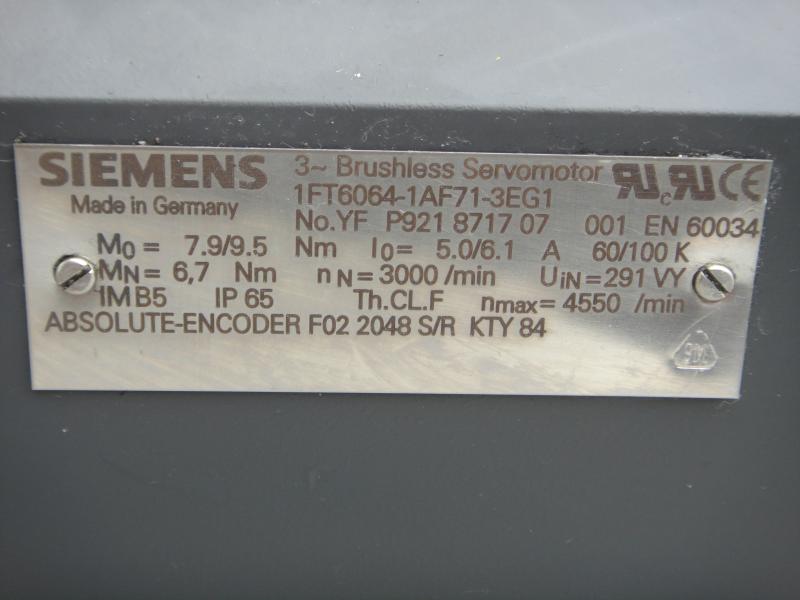 SIEMENS 3~ Brushless Servomotor
Made in Germany 1FT6064-1AF71-3EG1
No.YF P921 8717 07 001 EN 60034
M0 = 7.9/9.5 Nm I0 = 5.0/6.1 A 60/100 K
MN = 6,7 Nm nN = 3000 /min UIN = 291 VY
IM B5 IP 65 Th.CL.F nmax = 4550 /min
ABSOLUTE-ENCODER F02 2048 S/R KTY 84